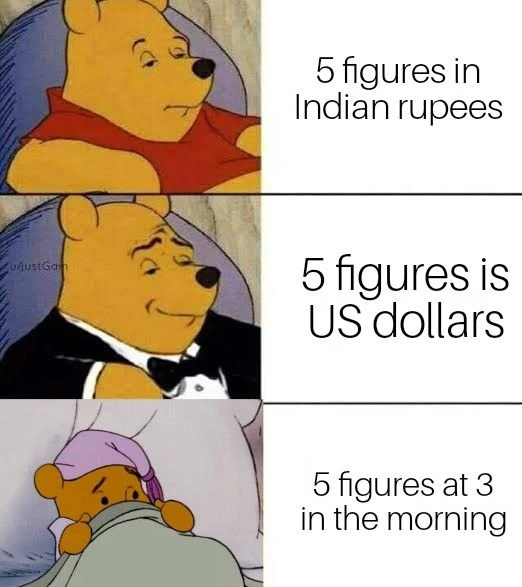 5 figures in
Indian rupees
5 figures is
US dollars
5 figures at 3
in the morning